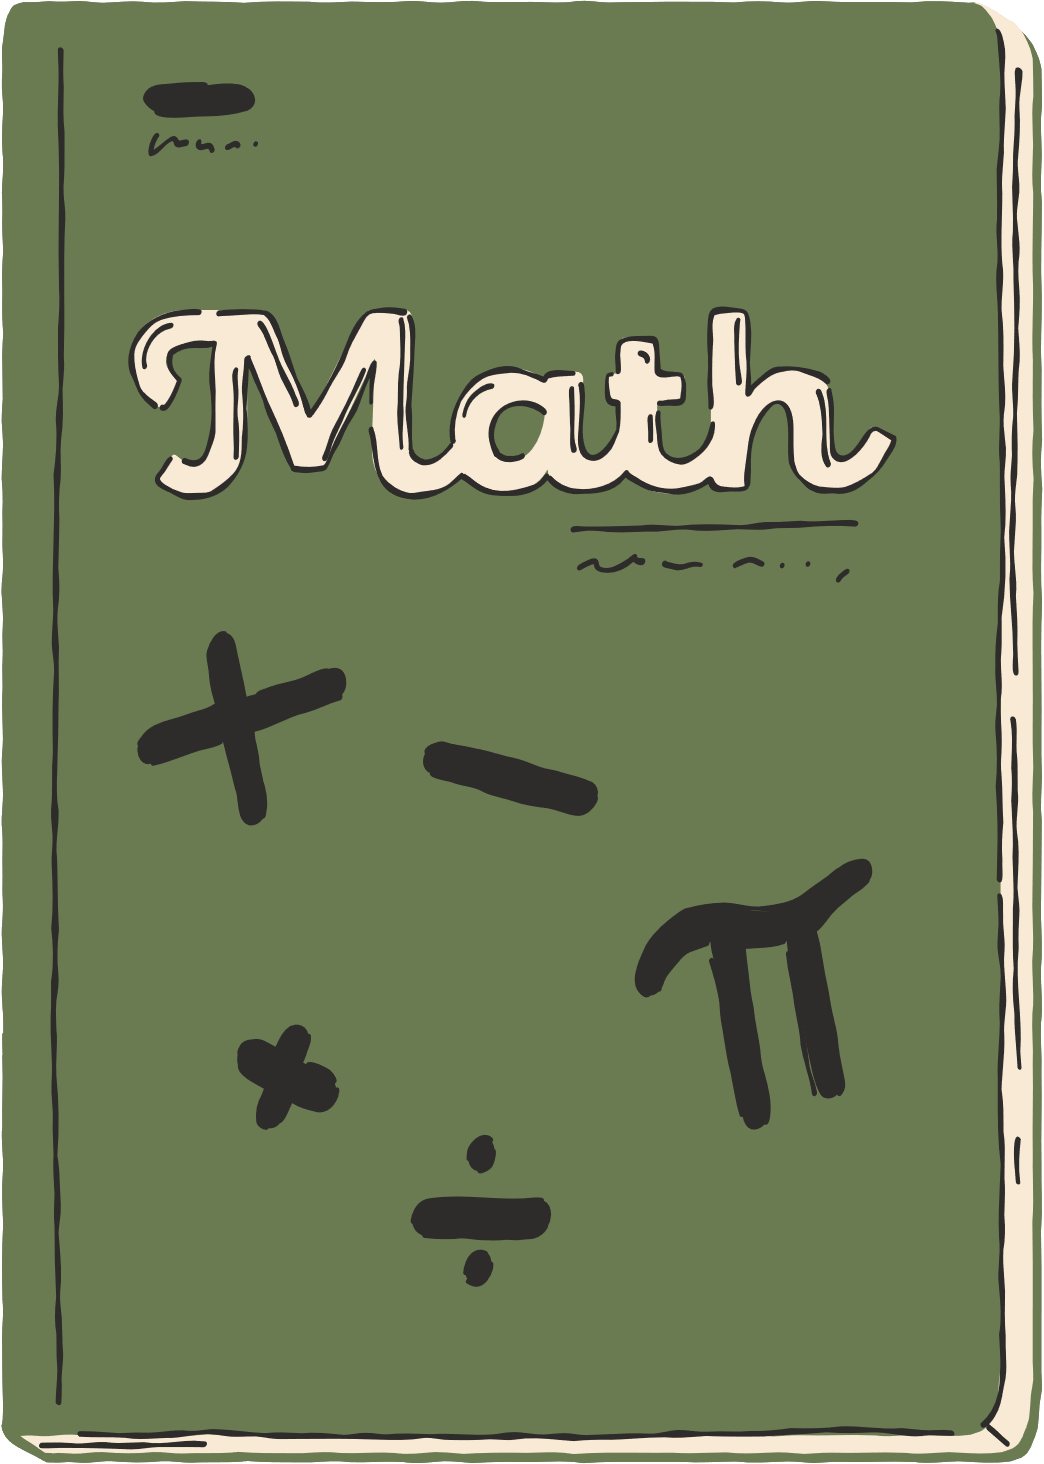 Math
+ −
π
×
÷